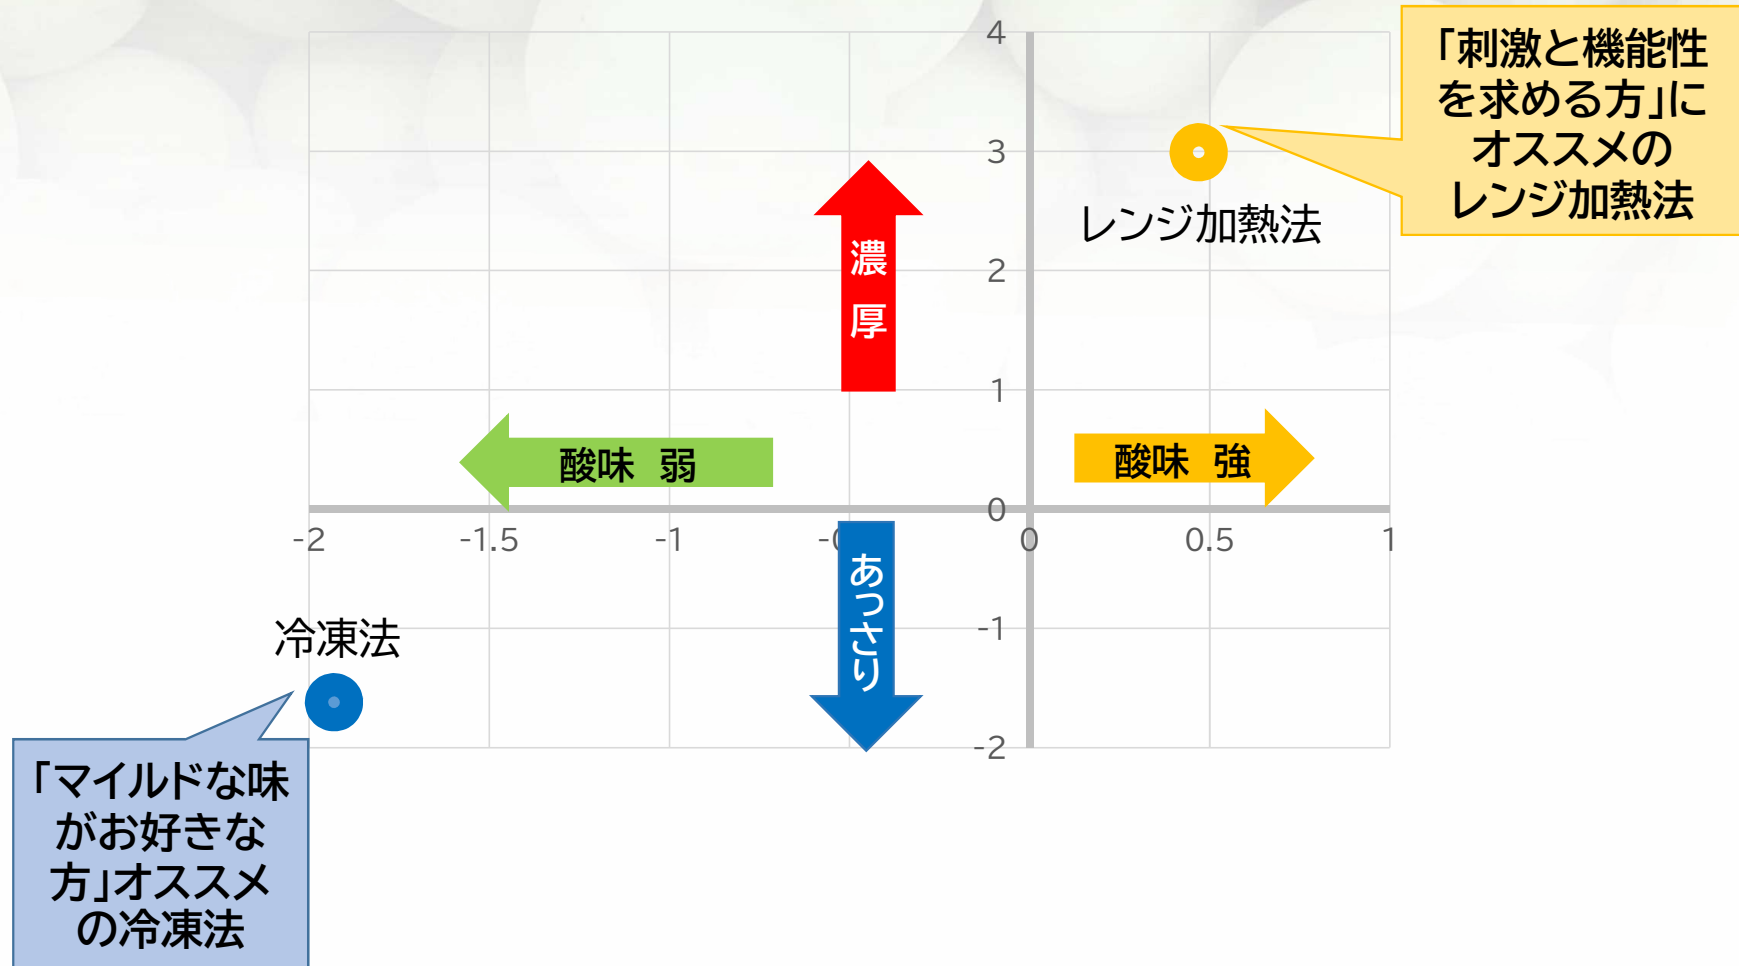 4
「刺激と機能性
を求める方」に
オススメの
レンジ加熱法
3
レンジ加熱法
2
濃
厚
1
酸味 弱
酸味 強
0
-2
-1.5
-1
0
0.5
1
あっさり
-1
冷凍法
-2
「マイルドな味
がお好きな
方」オススメ
の冷凍法